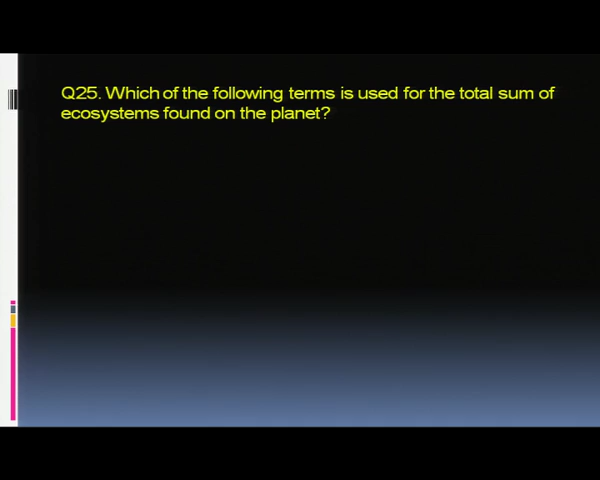 Q25. Which of the following terms is used for the total sum of
ecosystems found on the planet?